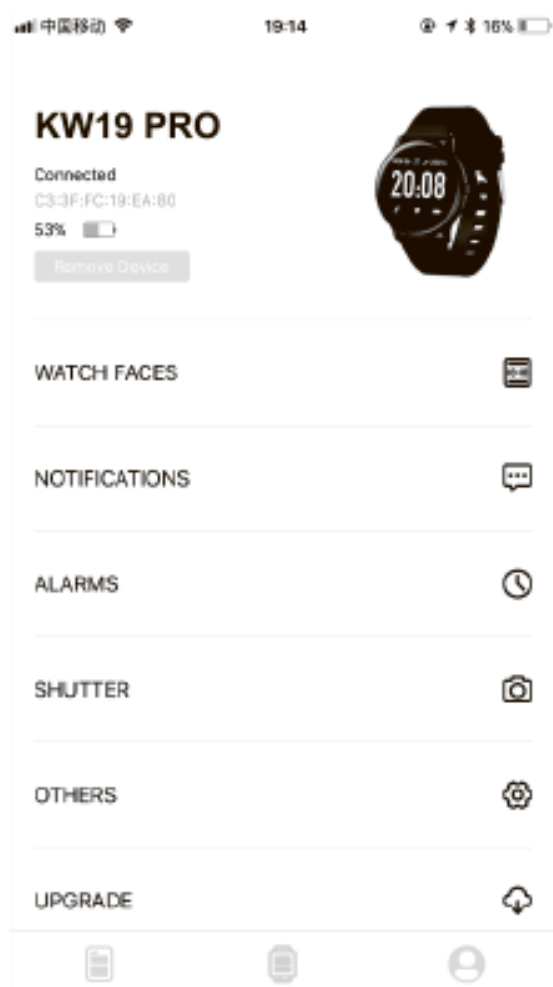 中国移动 19:14 16%
KW19 PRO
Connected
C3:3F:FC:19:EA:80
53%
Remove Device
20:08
WATCH FACES
NOTIFICATIONS
ALARMS
SHUTTER
OTHERS
UPGRADE